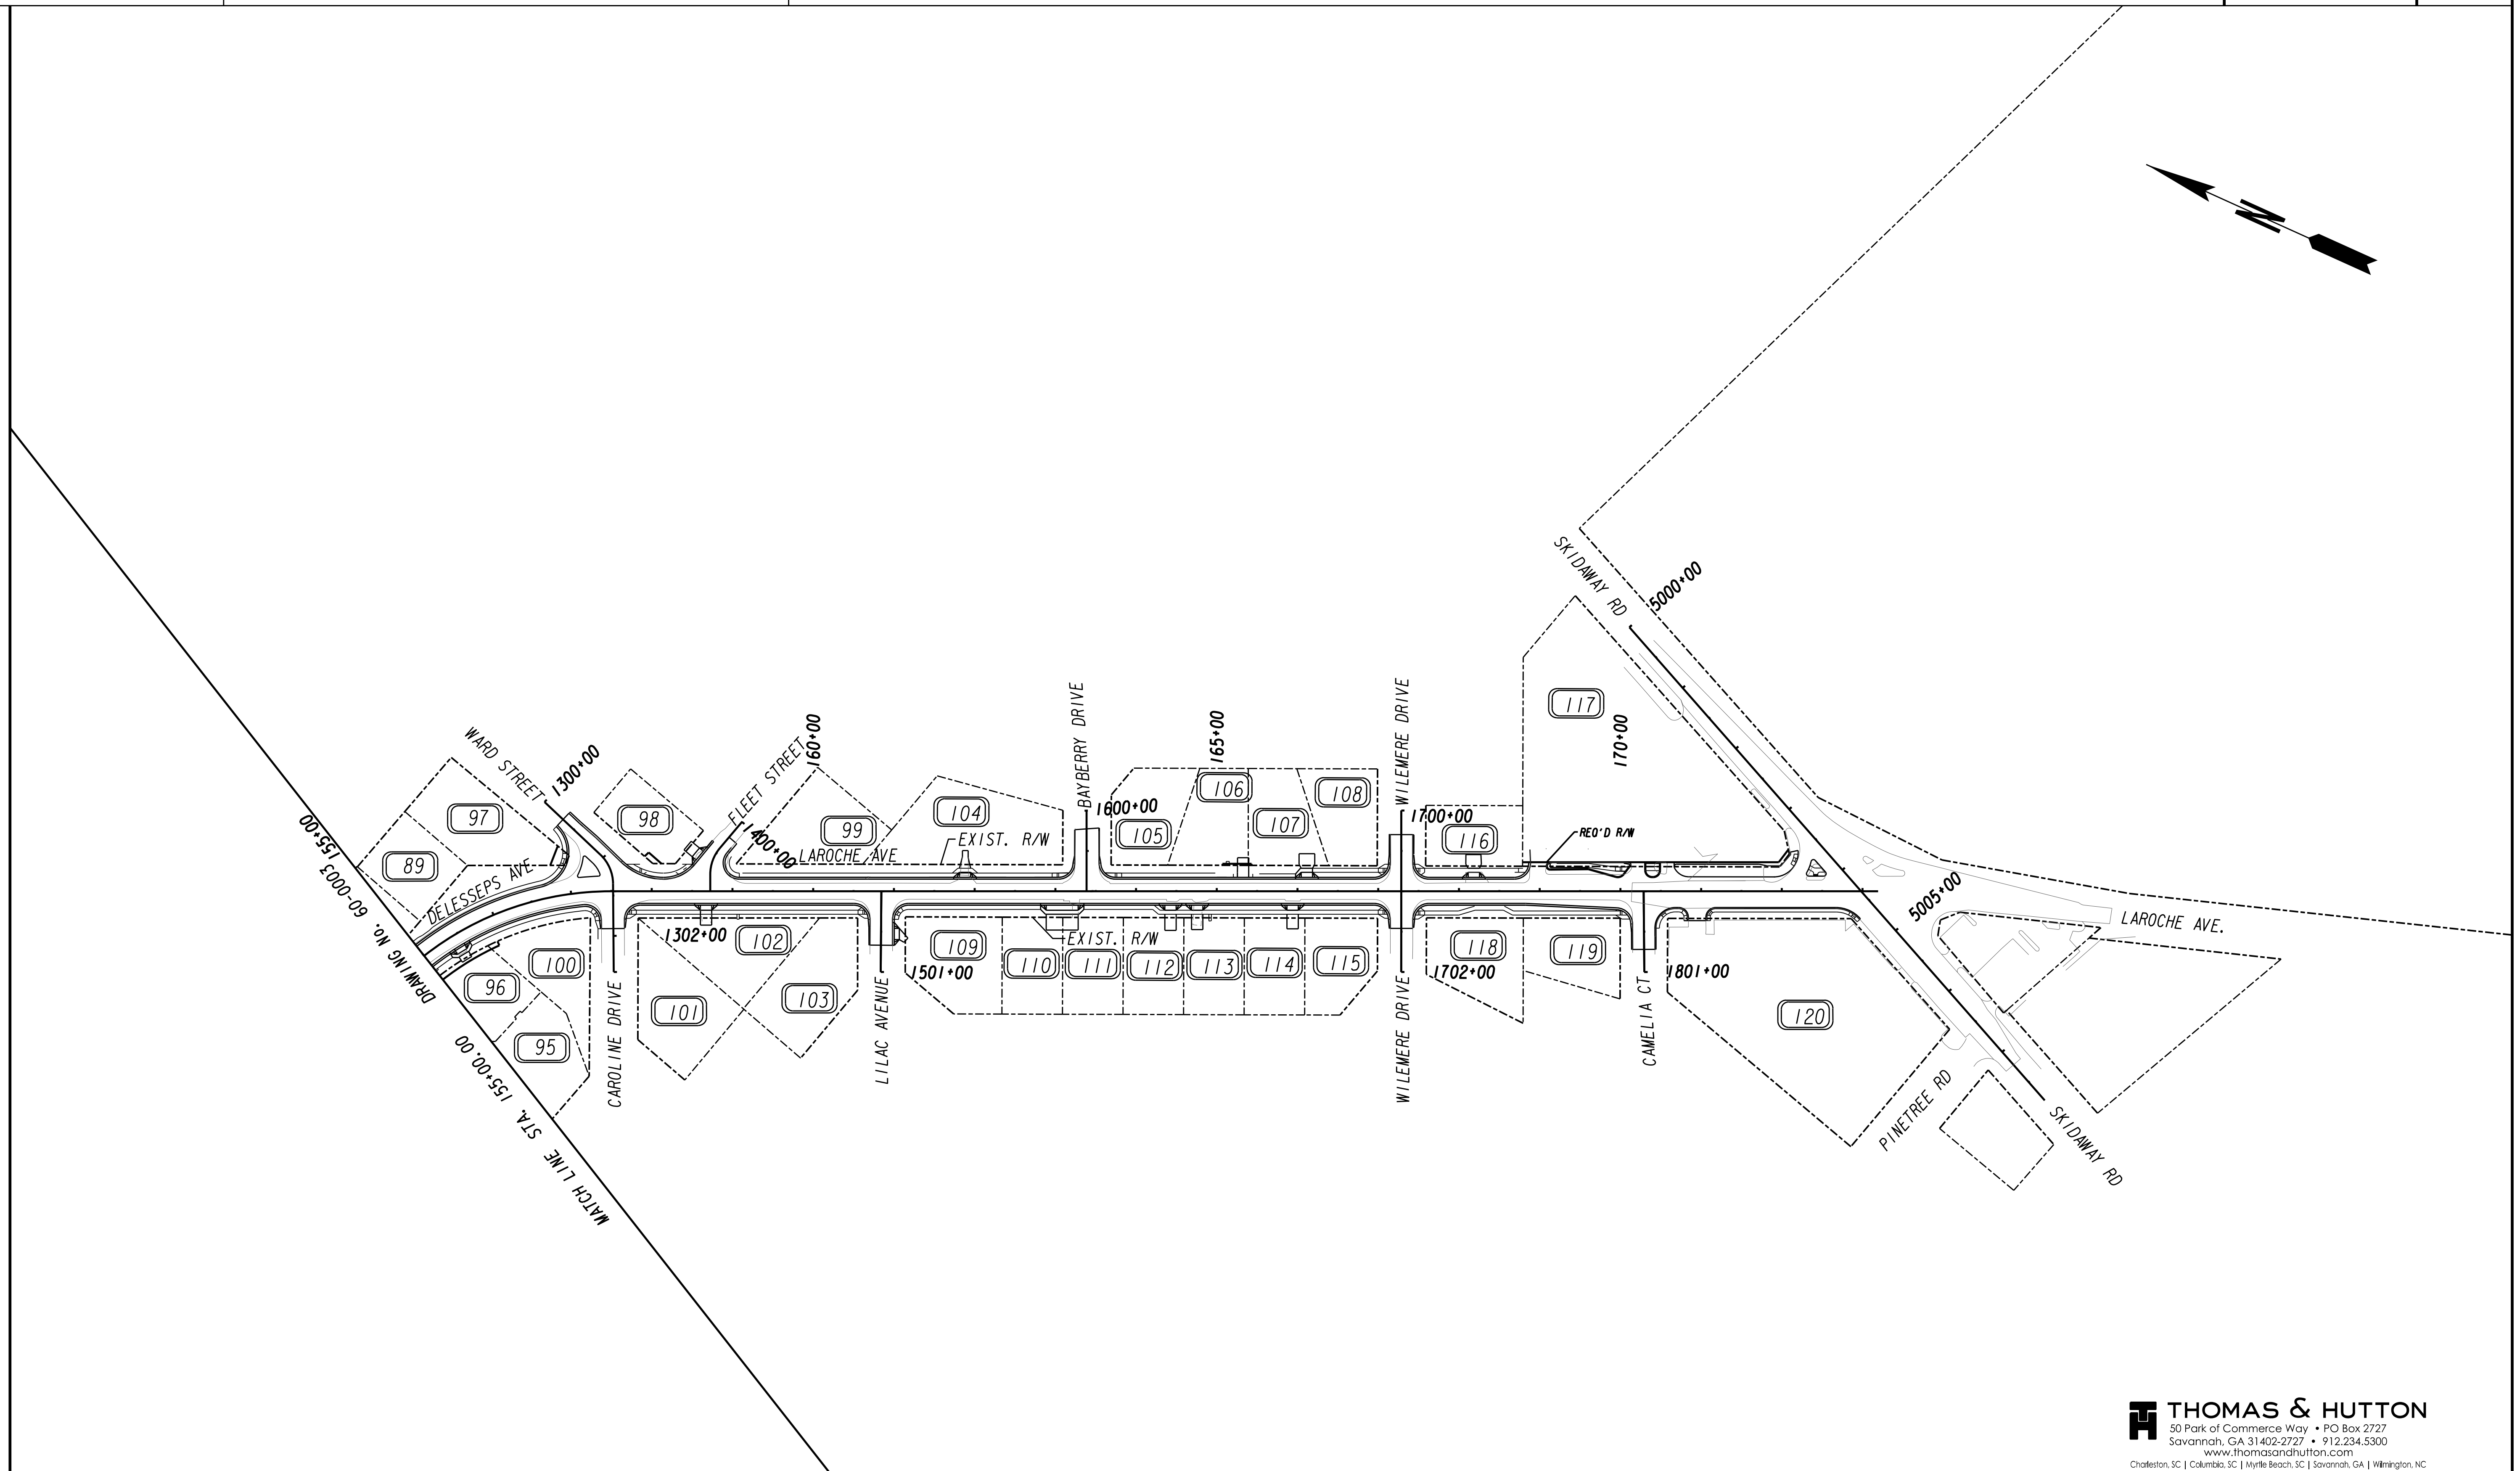 SKIDAWAY RD
5000+00
WARD STREET
1300+00
FLEET STREET
1400+00
160+00
BAYBERRY DRIVE
1600+00
165+00
WILEMERE DRIVE
1700+00
170+00
117
97
89
98
99
104
105
106
107
108
116
REQ'D R/W
EXIST. R/W
LAROCHE AVE
DELESSEPS AVE
155+00
DRAWING No. 60-0003
MATCH LINE STA. 155+00.00
1302+00
100
96
95
101
102
103
CAROLINE DRIVE
LILAC AVENUE
1501+00
EXIST. R/W
109
110
111
112
113
114
115
WILEMERE DRIVE
1702+00
118
119
CAMELIA CT
1801+00
120
5005+00
LAROCHE AVE.
PINETREE RD
SKIDAWAY RD
N
TH
THOMAS & HUTTON
50 Park of Commerce Way • PO Box 2727
Savannah, GA 31402-2727 • 912.234.5300
www.thomasandhutton.com
Charleston, SC | Columbia, SC | Myrtle Beach, SC | Savannah, GA | Wilmington, NC